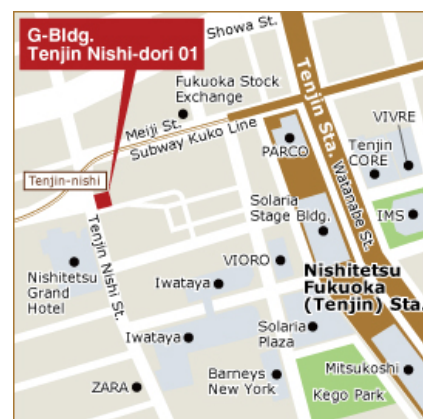 G-Bldg.
Tenjin Nishi-dori 01
Showa St.
Fukuoka Stock
Exchange
Meiji St.
Subway Kuko Line
Tenjin Sta.
VIVRE
PARCO
Tenjin
CORE
Tenjin-nishi
Watanabe St.
Solaria
Stage Bldg.
IMS
Tenjin Nishi St.
Nishitetsu
Grand
Hotel
VIORO
Iwataya
Nishitetsu
Fukuoka
(Tenjin) Sta.
Iwataya
Solaria
Plaza
ZARA
Barneys
New York
Mitsukoshi
Kego Park